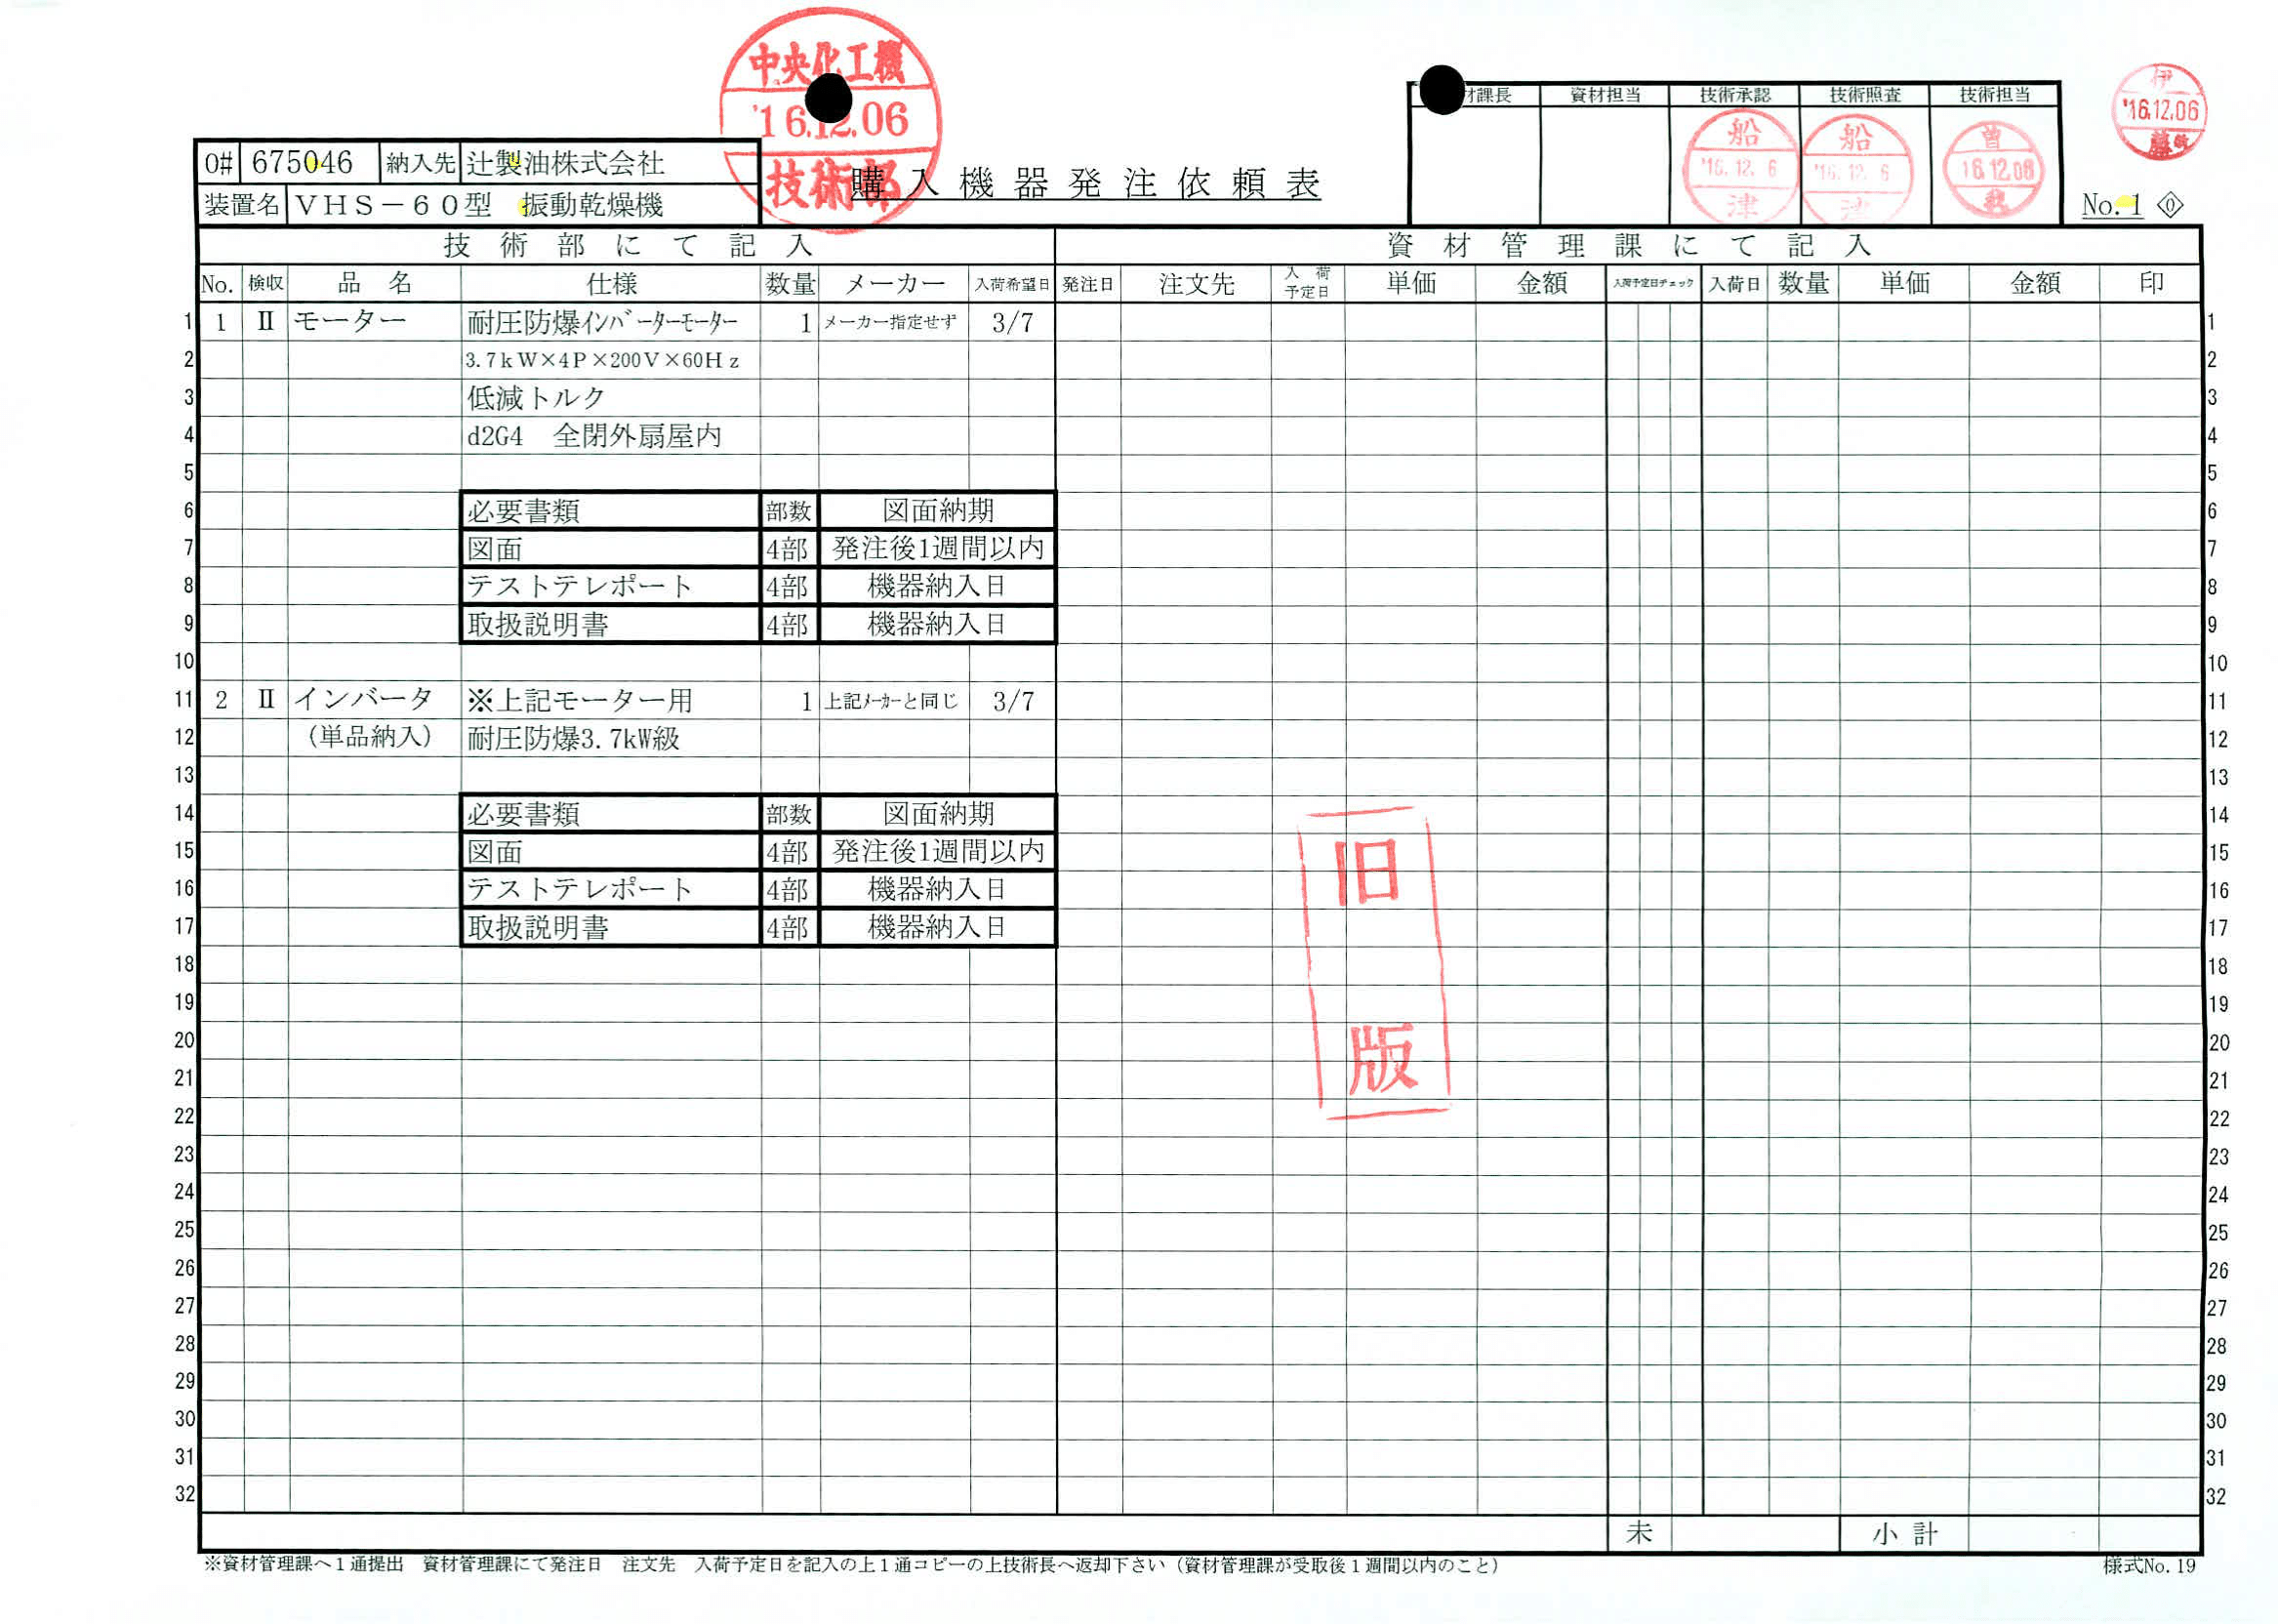 中央化工機
'16.12.06
技術部
購入機器発注依頼表
O# 675046 納入先 辻製油株式会社
装置名 VHS－60型 振動乾燥機
材課長 資材担当 技術承認 技術照査 技術担当
船 '16.12.6 津
船 '16.12.6 津
曽 16.12.06
伊 '16.12.06 藤
No.1 0
技術部にて記入 資材管理課にて記入
No. 検収 品名 仕様 数量 メーカー 入荷希望日 発注日 注文先 入荷予定日 単価 金額 入荷予定日チェック 入荷日 数量 単価 金額 印
1 1 Ⅱ モーター 耐圧防爆インバーターモーター 1 メーカー指定せず 3/7 1
2 3.7kW×4P×200V×60Hz 2
3 低減トルク 3
4 d2G4 全閉外扇屋内 4
5 5
6 必要書類 部数 図面納期 6
7 図面 4部 発注後1週間以内 7
8 テストテレポート 4部 機器納入日 8
9 取扱説明書 4部 機器納入日 9
10 10
11 2 Ⅱ インバータ ※上記モーター用 1 上記メーカーと同じ 3/7 11
12 （単品納入） 耐圧防爆3.7kW級 12
13 13
14 必要書類 部数 図面納期 14
15 図面 4部 発注後1週間以内 15
16 テストテレポート 4部 機器納入日 16
17 取扱説明書 4部 機器納入日 17
旧版
18 18
19 19
20 20
21 21
22 22
23 23
24 24
25 25
26 26
27 27
28 28
29 29
30 30
31 31
32 32
未 小計
※資材管理課へ１通提出 資材管理課にて発注日 注文先 入荷予定日を記入の上１通コピーの上技術長へ返却下さい（資材管理課が受取後１週間以内のこと）
様式No.19